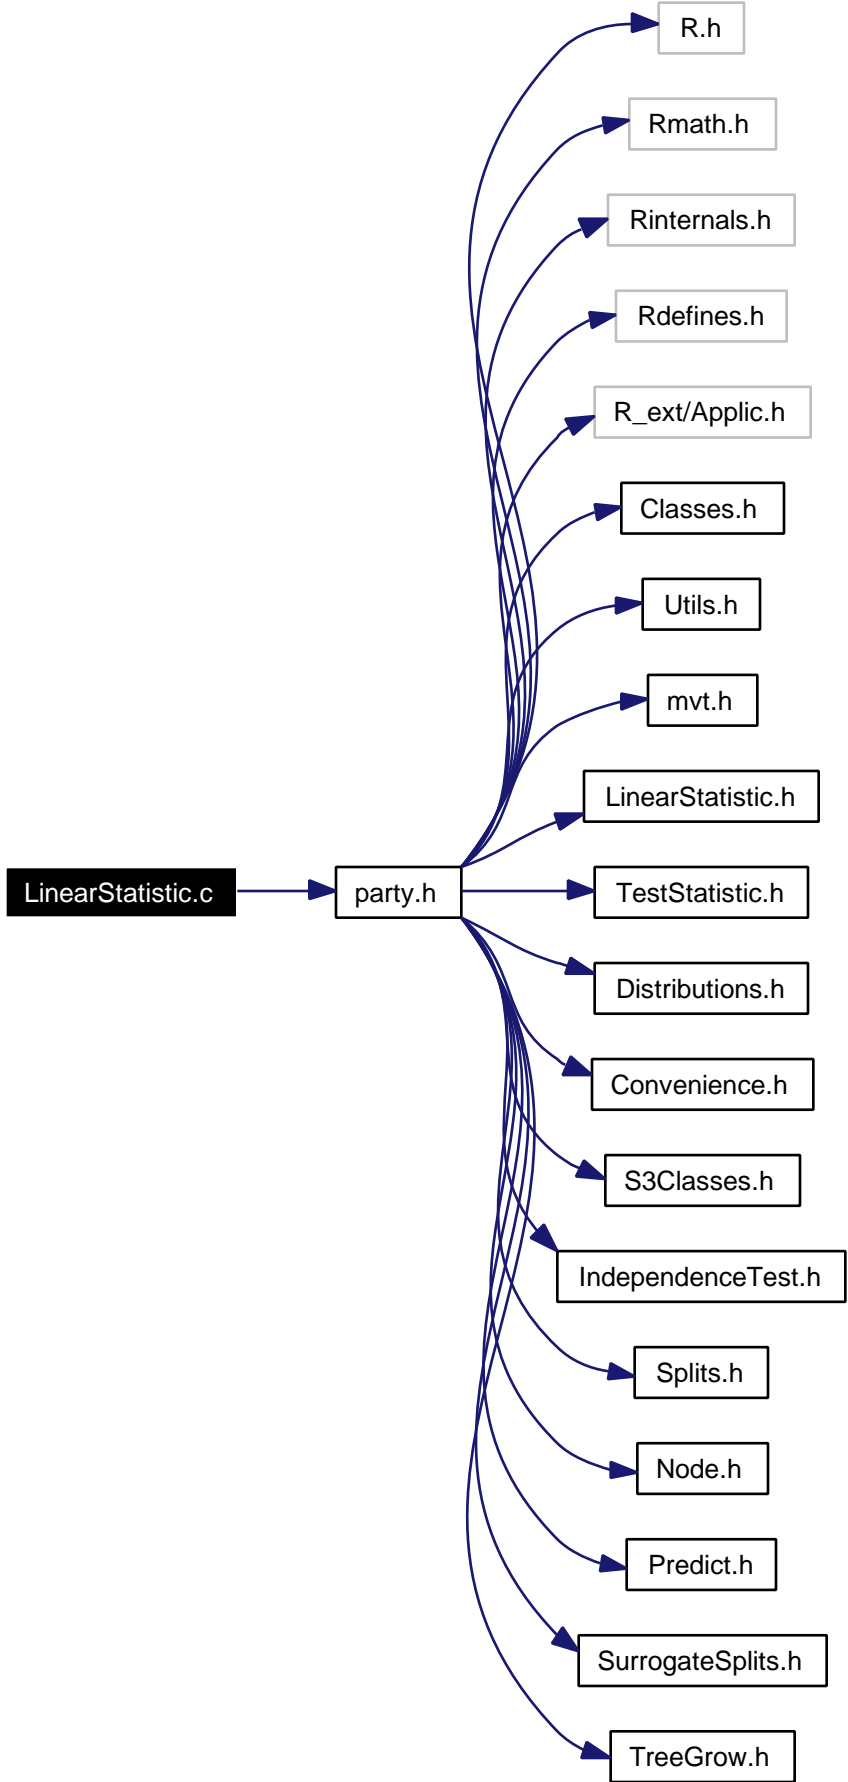 R.h
Rmath.h
Rinternals.h
Rdefines.h
R_ext/Applic.h
Classes.h
Utils.h
mvt.h
LinearStatistic.h
LinearStatistic.c
party.h
TestStatistic.h
Distributions.h
Convenience.h
S3Classes.h
IndependenceTest.h
Splits.h
Node.h
Predict.h
SurrogateSplits.h
TreeGrow.h